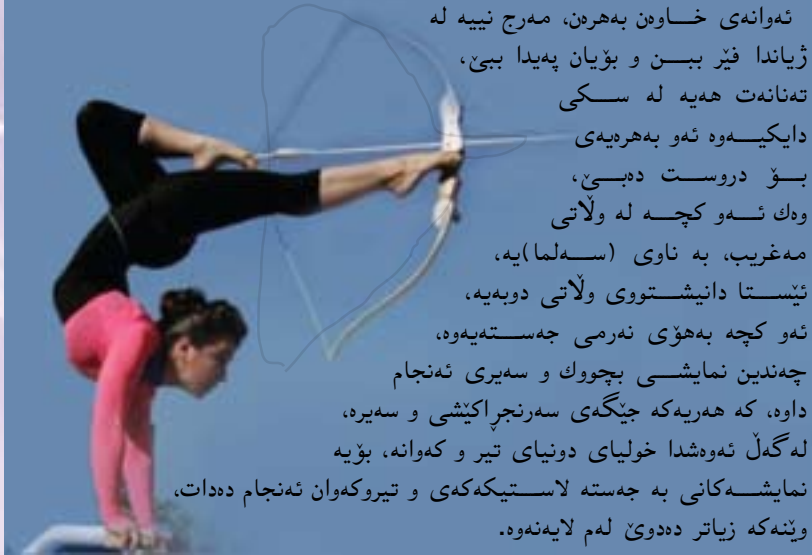 ئەوانەی خاوەن بەهرەن، مەرج نییە لە
ژیاندا فێر ببن و بۆیان پەیدا ببێ،
تەنانەت هەیە لە سکی
دایکیەوە ئەو بەهرەیەی
بۆ دروست دەبێ،
وەك ئەو کچە لە وڵاتی
مەغریب، بە ناوی (سەلما)یە،
ئێستا دانیشتووی وڵاتی دوبەیە،
ئەو کچە بەهۆی نەرمی جەستەیەوە،
چەندین نمایشی بچووك و سەیری ئەنجام
داوە، کە هەریەکە جێگەی سەرنجڕاکێشی و سەیرە،
لەگەڵ ئەوەشدا خولیای دونیای تیر و کەوانە، بۆیە
نمایشەکانی بە جەستە لاستیکەکەی و تیروکەوان ئەنجام دەدات،
وێنەکە زیاتر دەدوێ لەم لایەنەوە.